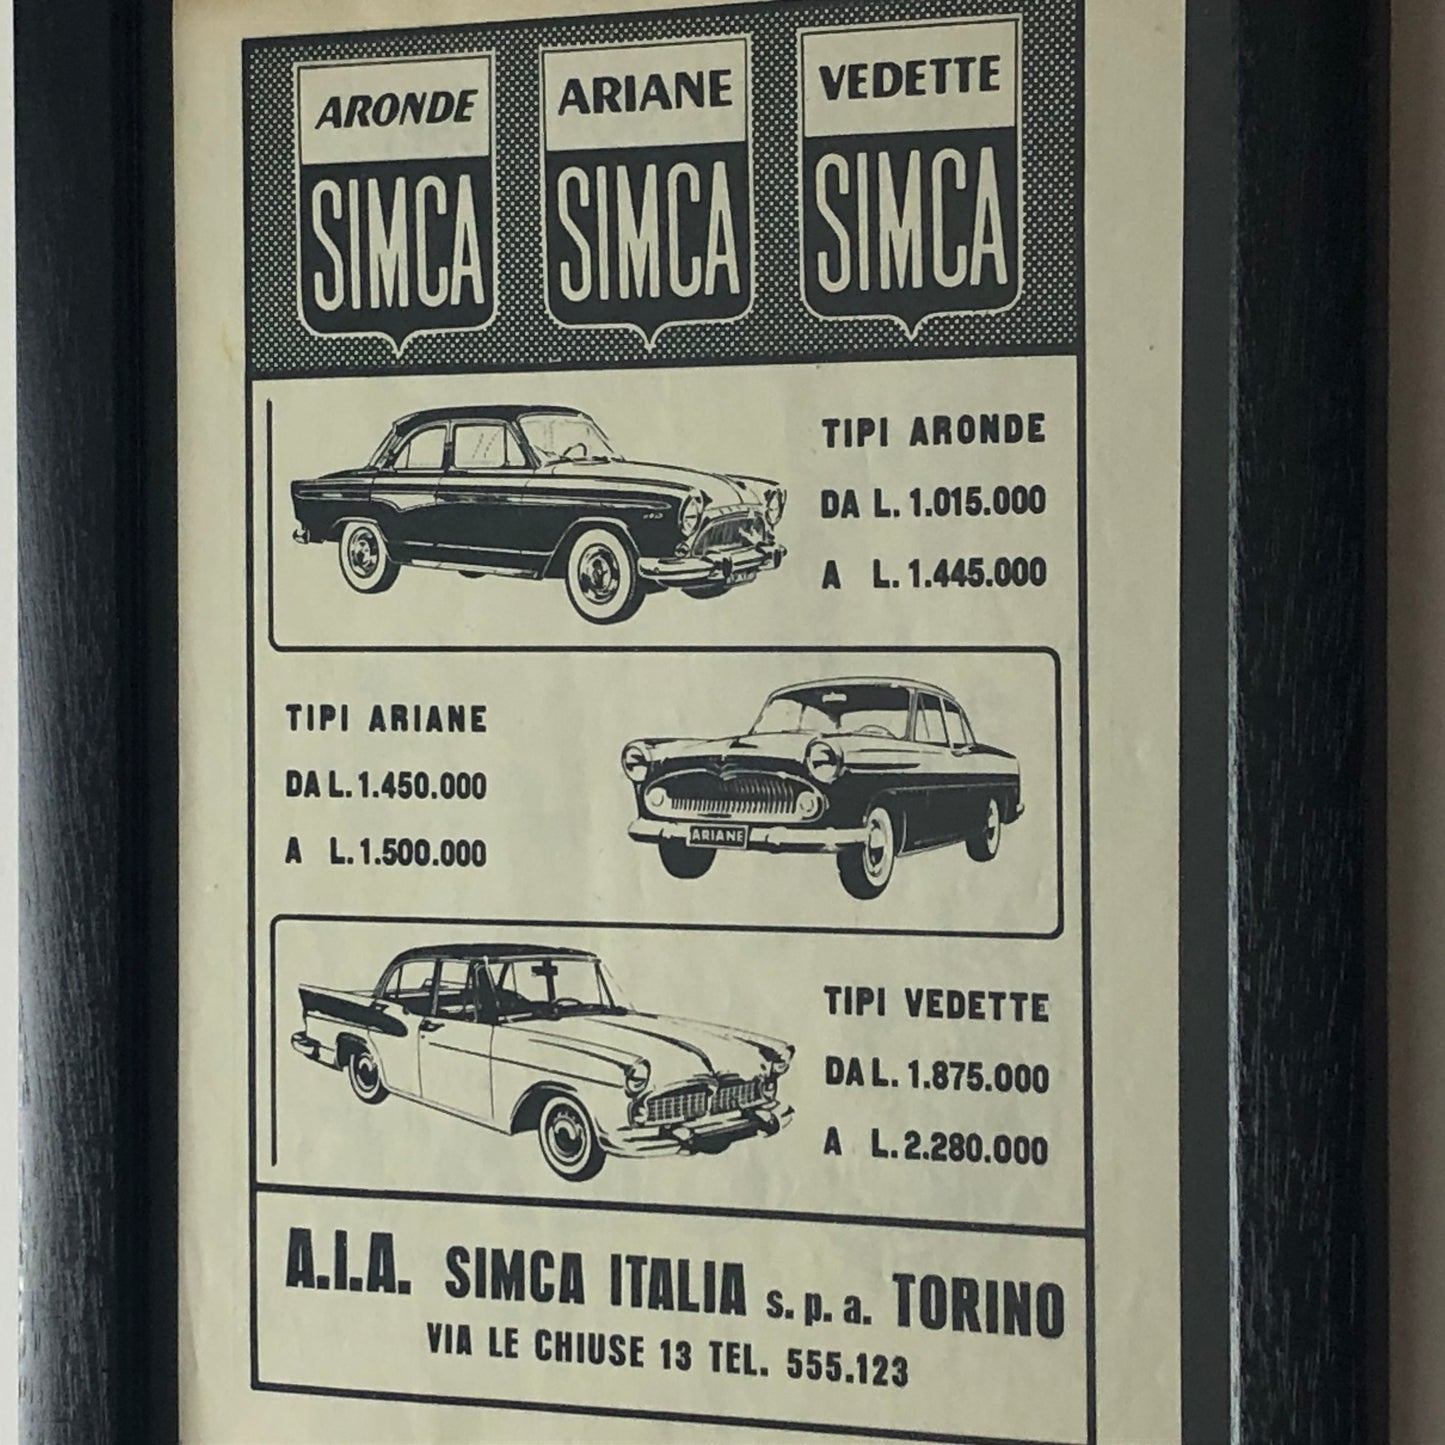 ARONDE
SIMCA
ARIANE
SIMCA
VEDETTE
SIMCA
TIPI ARONDE
DA L. 1.015.000
A L. 1.445.000
TIPI ARIANE
DA L. 1.450.000
A L. 1.500.000
ARIANE
TIPI VEDETTE
DA L. 1.875.000
A L. 2.280.000
A.I.A. SIMCA ITALIA s. p. a. TORINO
VIA LE CHIUSE 13 TEL. 555.123